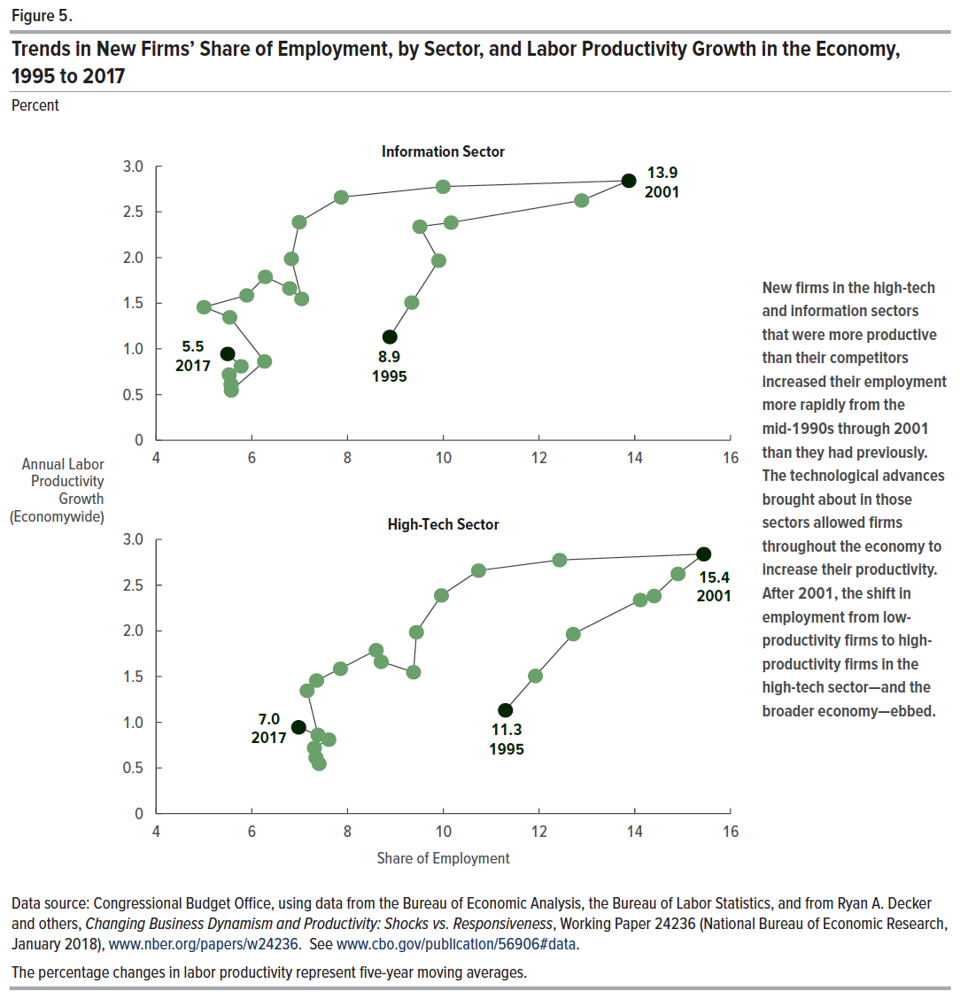 Figure 5.
Trends in New Firms’ Share of Employment, by Sector, and Labor Productivity Growth in the Economy,
1995 to 2017
Percent
Information Sector
3.0
2.5
2.0
1.5
1.0
0.5
0
13.9
2001
5.5
2017
8.9
1995
4 6 8 10 12 14 16
Annual Labor
Productivity
Growth
(Economywide)
High-Tech Sector
3.0
2.5
2.0
1.5
1.0
0.5
0
15.4
2001
7.0
2017
11.3
1995
4 6 8 10 12 14 16
Share of Employment
New firms in the high-tech
and information sectors
that were more productive
than their competitors
increased their employment
more rapidly from the
mid-1990s through 2001
than they had previously.
The technological advances
brought about in those
sectors allowed firms
throughout the economy to
increase their productivity.
After 2001, the shift in
employment from low-
productivity firms to high-
productivity firms in the
high-tech sector—and the
broader economy—ebbed.
Data source: Congressional Budget Office, using data from the Bureau of Economic Analysis, the Bureau of Labor Statistics, and from Ryan A. Decker
and others, Changing Business Dynamism and Productivity: Shocks vs. Responsiveness, Working Paper 24236 (National Bureau of Economic Research,
January 2018), www.nber.org/papers/w24236. See www.cbo.gov/publication/56906#data.
The percentage changes in labor productivity represent five-year moving averages.